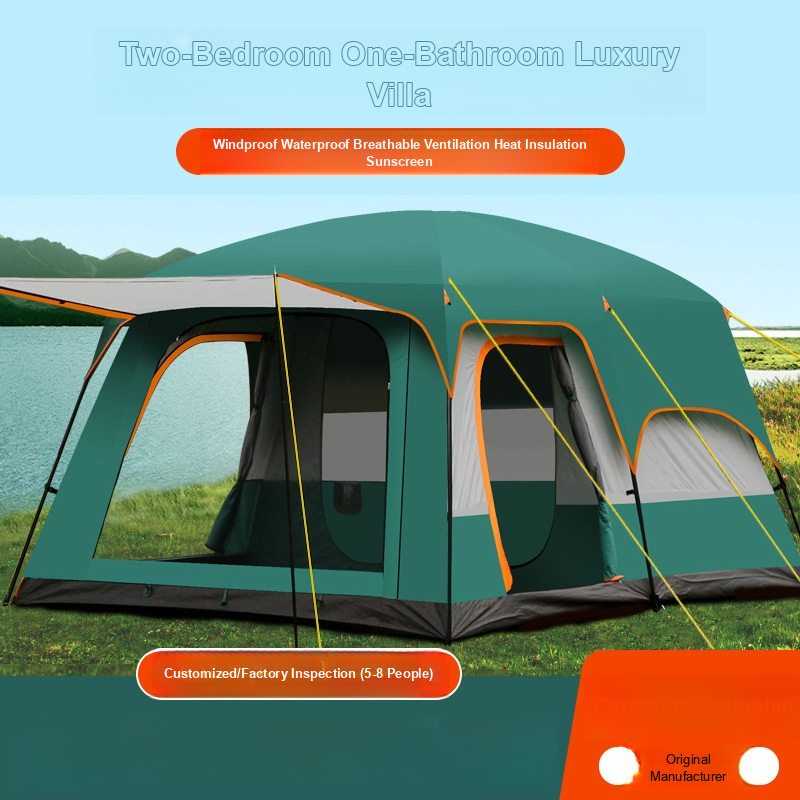 Two-Bedroom One-Bathroom Luxury
Villa
Windproof Waterproof Breathable Ventilation Heat Insulation
Sunscreen
Customized/Factory Inspection (5-8 People)
Original
Manufacturer